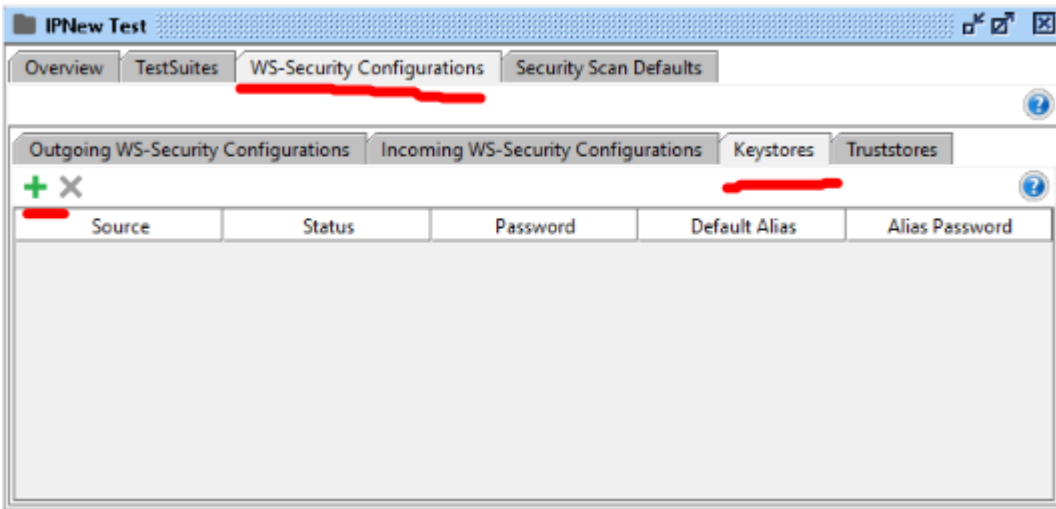 IPNew Test
Overview TestSuites WS-Security Configurations Security Scan Defaults
Outgoing WS-Security Configurations Incoming WS-Security Configurations Keystores Truststores
Source Status Password Default Alias Alias Password